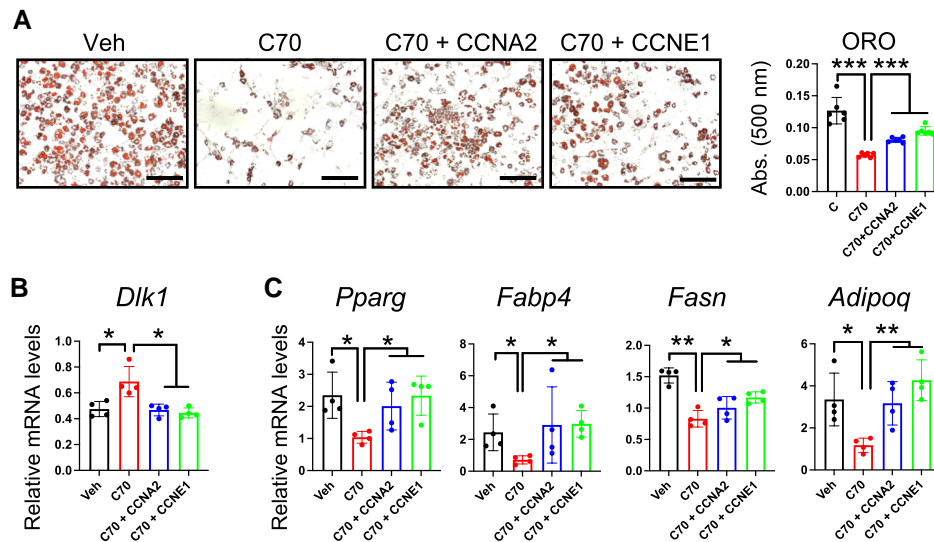 A
Veh C70 C70 + CCNA2 C70 + CCNE1 ORO
*** ***
Abs. (500 nm)
0.20
0.15
0.10
0.05
0.00
C C70 C70+CCNA2 C70+CCNE1
B
Dlk1
Relative mRNA levels
* *
1.0
0.8
0.6
0.4
0.2
0.0
Veh C70 C70 + CCNA2 C70 + CCNE1
C
Pparg
Relative mRNA levels
* *
4
3
2
1
0
Veh C70 C70 + CCNA2 C70 + CCNE1
Fabp4
* *
8
6
4
2
0
Veh C70 C70 + CCNA2 C70 + CCNE1
Fasn
** *
2.0
1.5
1.0
0.5
0.0
Veh C70 C70 + CCNA2 C70 + CCNE1
Adipoq
* **
6
4
2
0
Veh C70 C70 + CCNA2 C70 + CCNE1